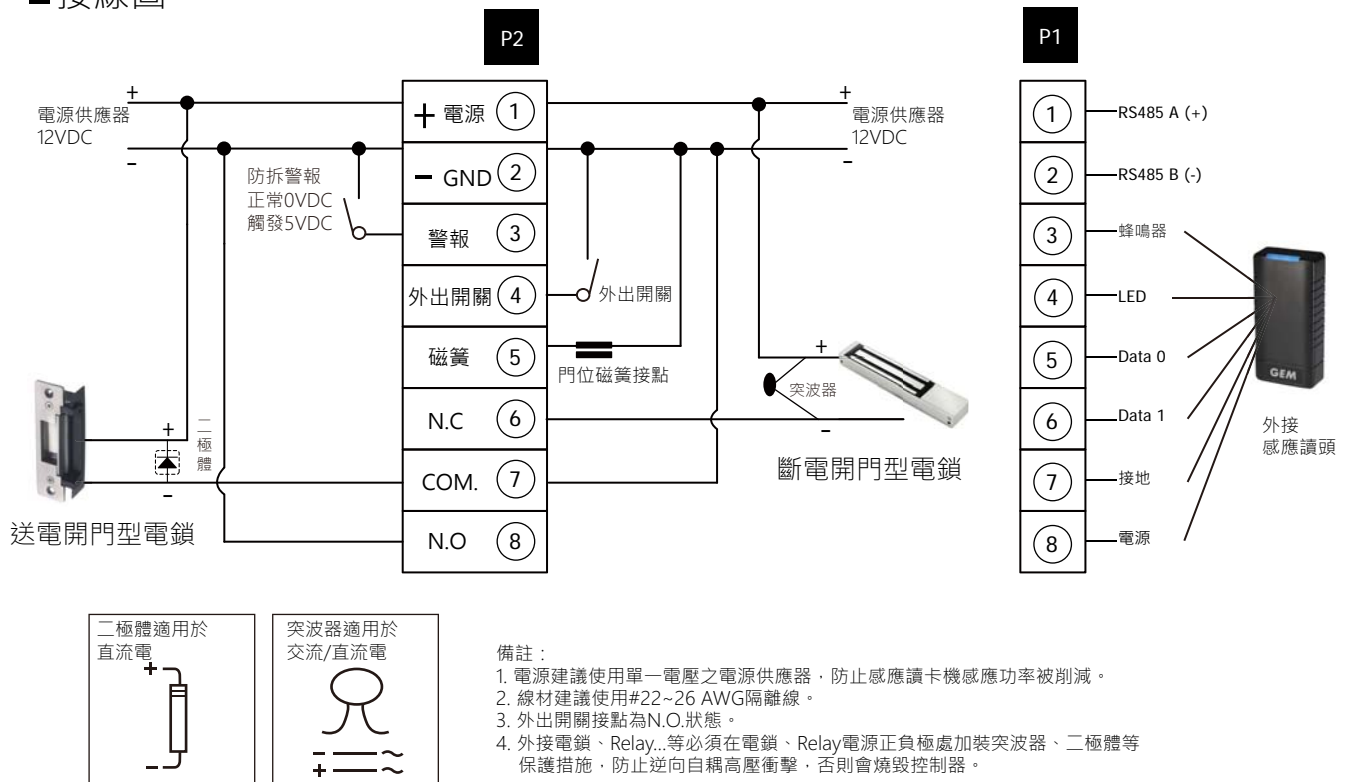 ■接線圖
P2
P1
+
電源供應器
12VDC
-
防拆警報
正常0VDC
觸發5VDC
+ 電源 1
- GND 2
警報 3
外出開關 4
磁簧 5
N.C 6
COM. 7
N.O 8
+
電源供應器
12VDC
-
外出開關
門位磁簧接點
+
突波器
-
斷電開門型電鎖
+
二極體
-
送電開門型電鎖
1 RS485 A (+)
2 RS485 B (-)
3 蜂鳴器
4 LED
5 Data 0
6 Data 1
7 接地
8 電源
GEM
外接
感應讀頭
二極體適用於
直流電
+
-
突波器適用於
交流/直流電
-
+
備註：
1. 電源建議使用單一電壓之電源供應器，防止感應讀卡機感應功率被削減。
2. 線材建議使用#22~26 AWG隔離線。
3. 外出開關接點為N.O.狀態。
4. 外接電鎖、Relay...等必須在電鎖、Relay電源正負極處加裝突波器、二極體等
保護措施，防止逆向自耦高壓衝擊，否則會燒毀控制器。